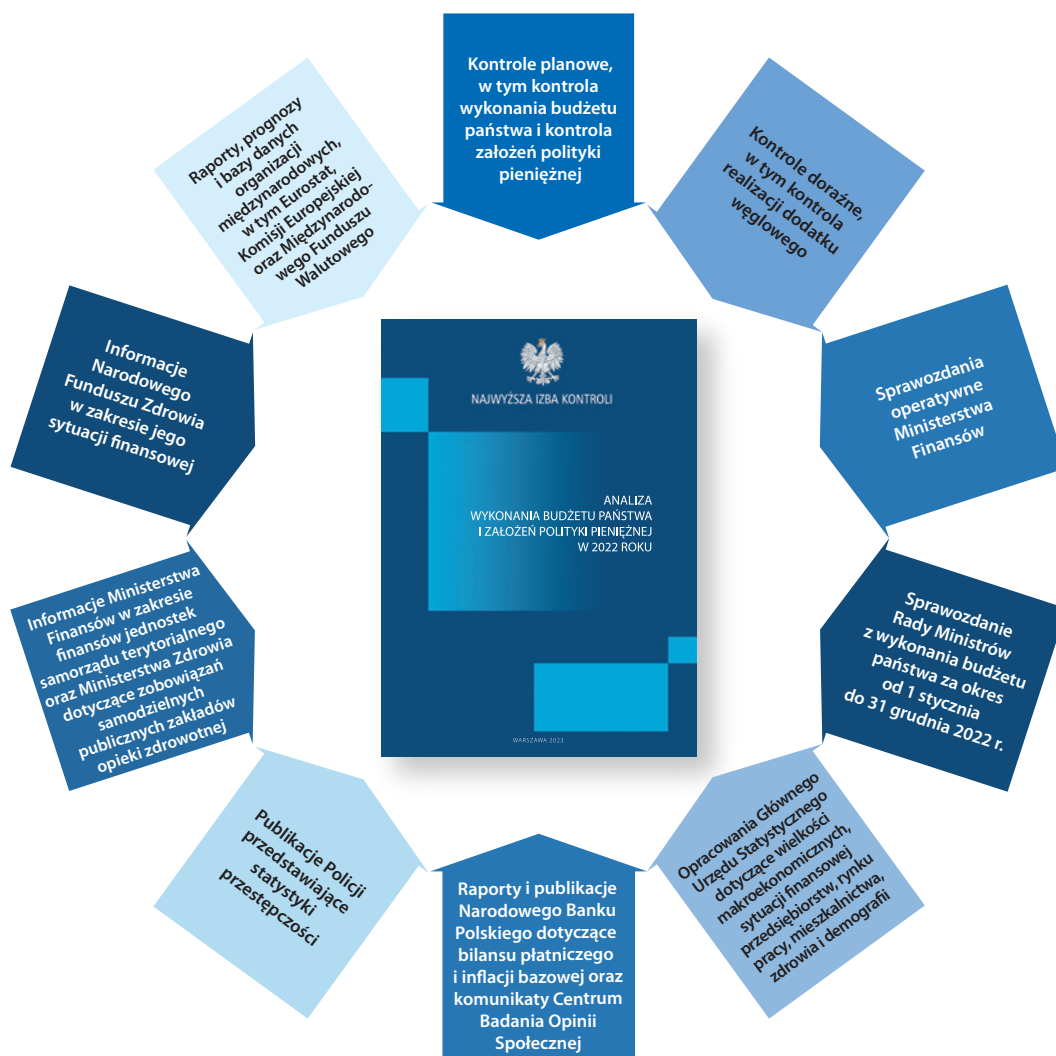 Kontrole planowe,
w tym kontrola
wykonania budżetu
państwa i kontrola
założeń polityki
pieniężnej
Kontrole doraźne,
w tym kontrola
realizacji dodatku
węglowego
Sprawozdania
operatywne
Ministerstwa
Finansów
Sprawozdanie
Rady Ministrów
z wykonania budżetu
państwa za okres
od 1 stycznia
do 31 grudnia 2022 r.
Opracowania Głównego
Urzędu Statystycznego
dotyczące wielkości
makroekonomicznych,
sytuacji finansowej
przedsiębiorstw, rynku
pracy, mieszkalnictwa,
zdrowia i demografii
Raporty i publikacje
Narodowego Banku
Polskiego dotyczące
bilansu płatniczego
i inflacji bazowej oraz
komunikaty Centrum
Badania Opinii
Społecznej
Publikacje Policji
przedstawiające
statystyki
przestępczości
Informacje Ministerstwa
Finansów w zakresie
finansów jednostek
samorządu terytorialnego
oraz Ministerstwa Zdrowia
dotyczące zobowiązań
samodzielnych
publicznych zakładów
opieki zdrowotnej
Informacje
Narodowego
Funduszu Zdrowia
w zakresie jego
sytuacji finansowej
Raporty, prognozy
i bazy danych
organizacji
międzynarodowych,
w tym Eurostat,
Komisji Europejskiej
oraz Międzynarodo-
wego Funduszu
Walutowego
NAJWYŻSZA IZBA KONTROLI
ANALIZA
WYKONANIA BUDŻETU PAŃSTWA
I ZAŁOŻEŃ POLITYKI PIENIĘŻNEJ
W 2022 ROKU
WARSZAWA 2023